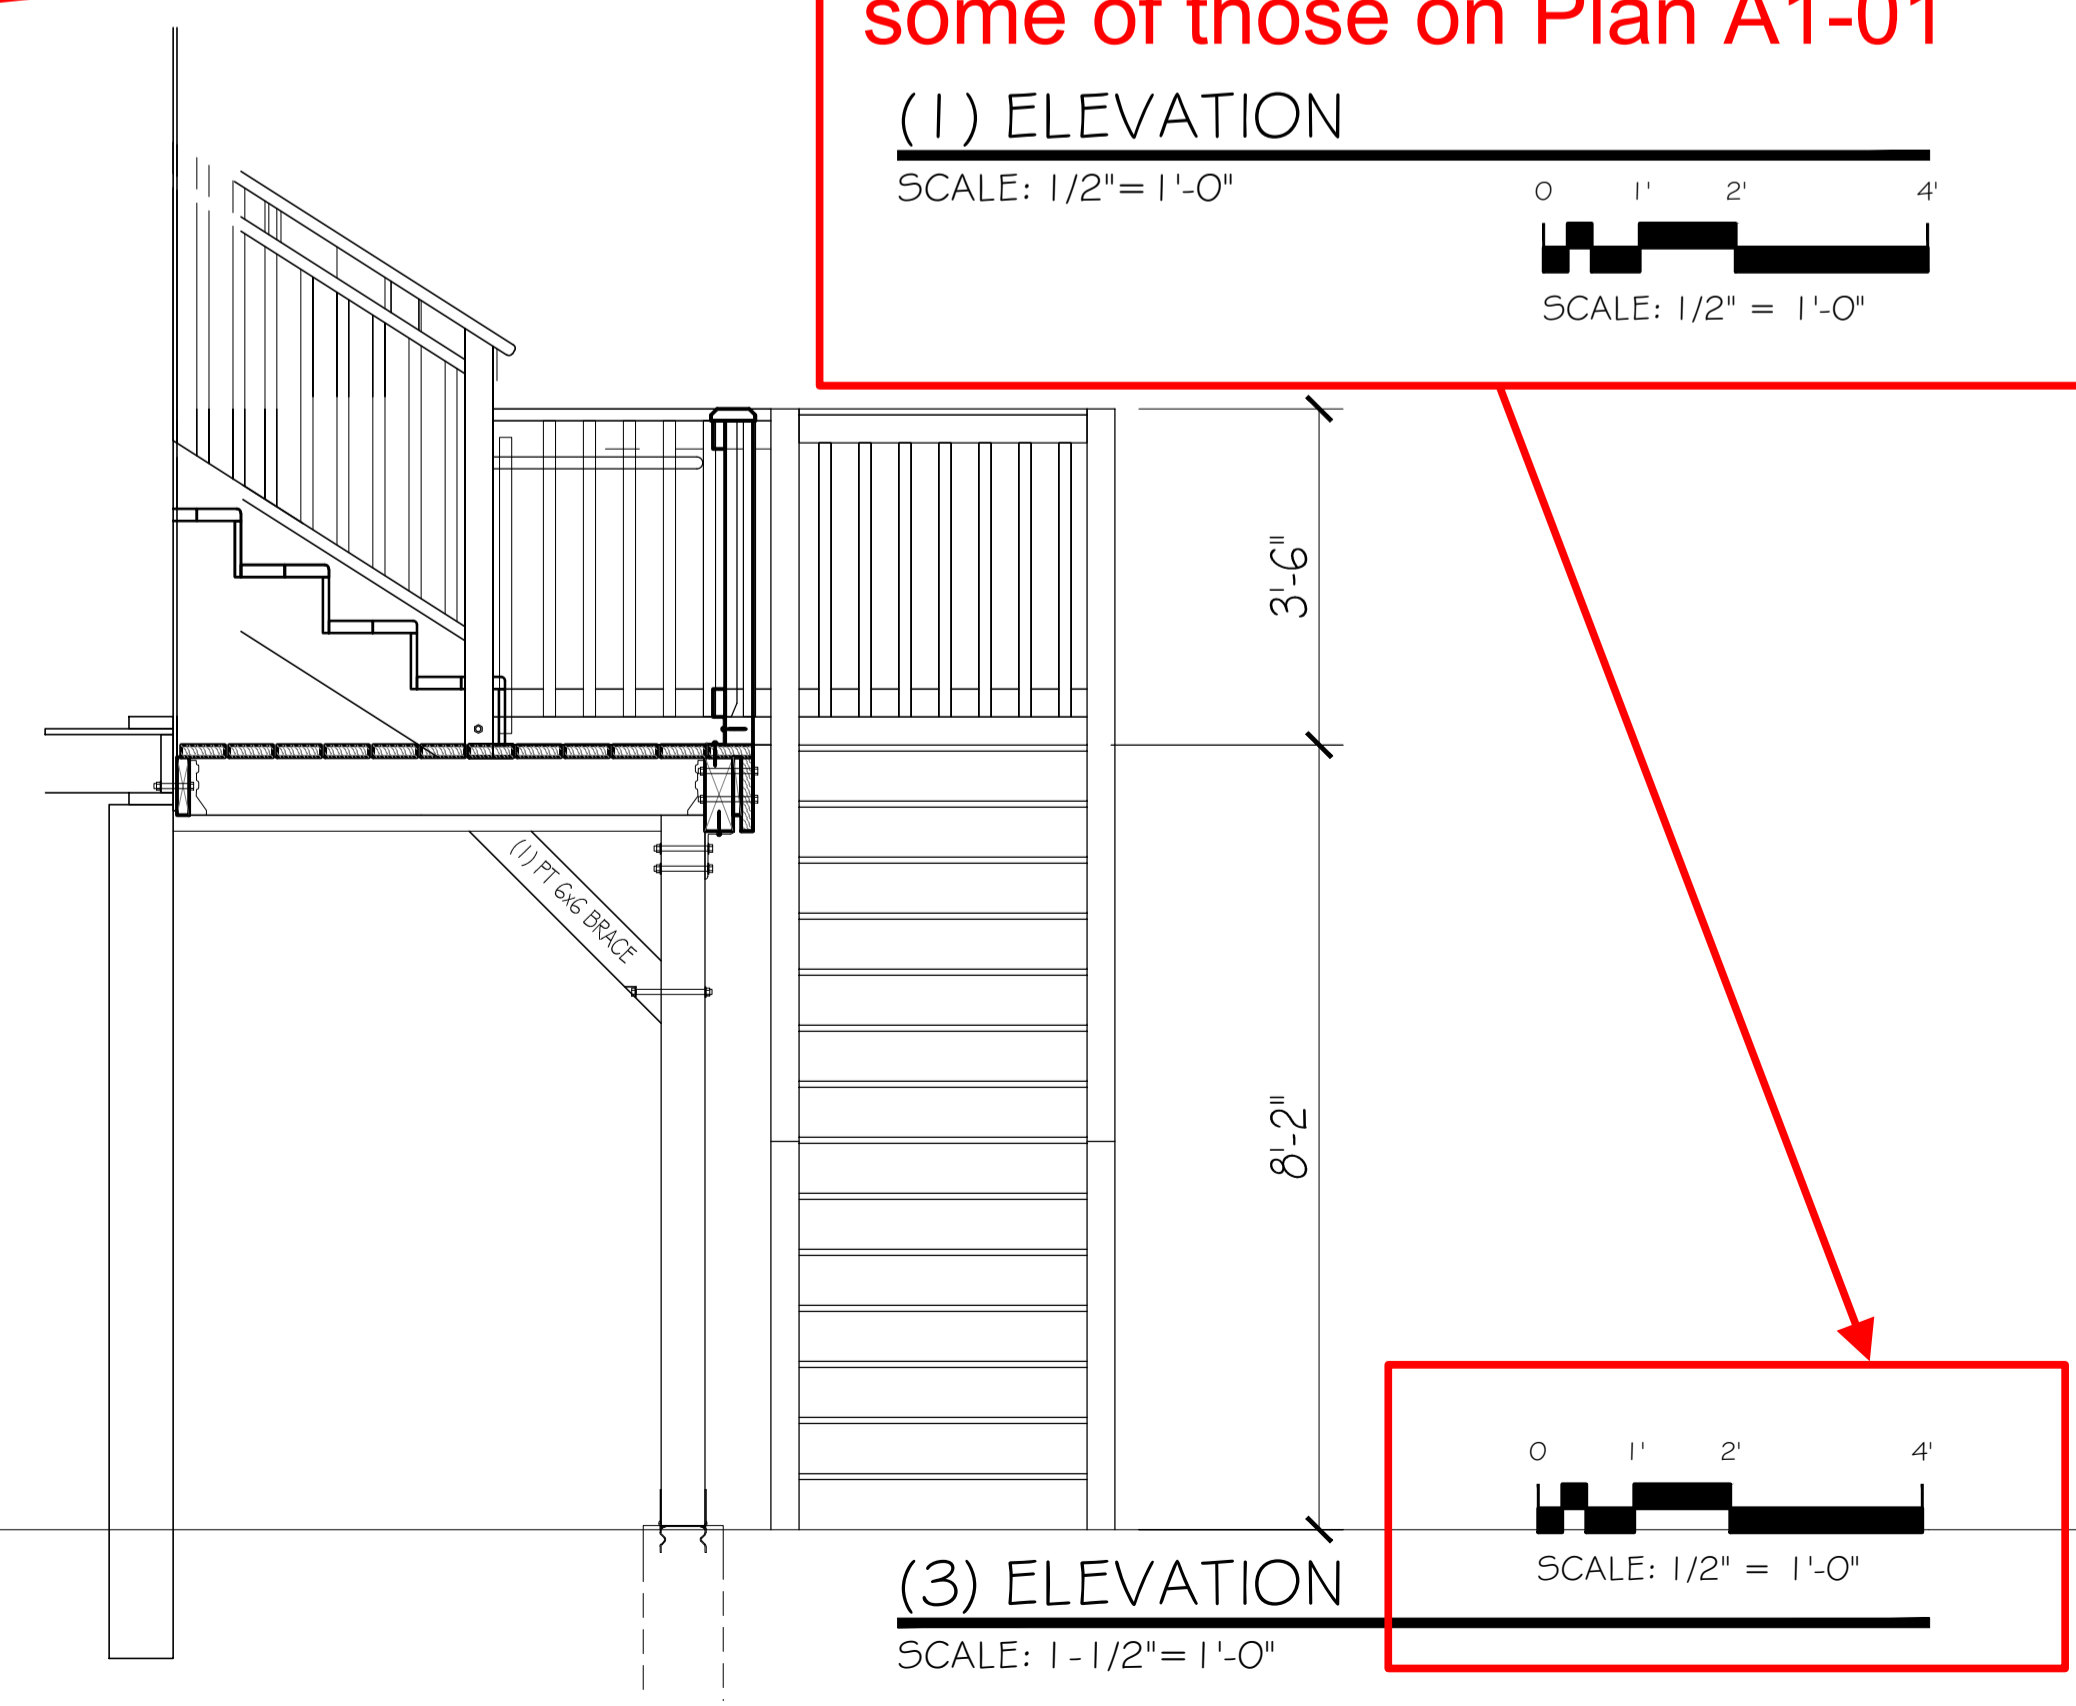 some of those on Plan A1-01
(1) ELEVATION
SCALE: 1/2"= 1'-0"
0 1' 2' 4'
SCALE: 1/2" = 1'-0"
3'-6"
(1) PT 6x6 BRACE
8'-2"
0 1' 2' 4'
SCALE: 1/2" = 1'-0"
(3) ELEVATION
SCALE: 1-1/2"= 1'-0"